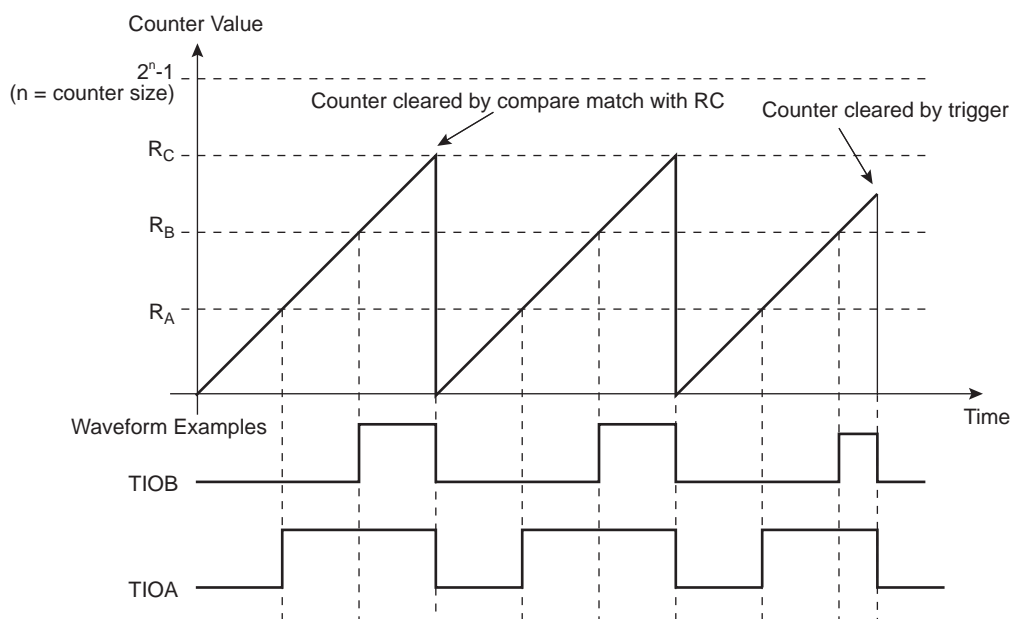 Counter Value
2ⁿ-1
(n = counter size)
Counter cleared by compare match with RC
Counter cleared by trigger
R_C
R_B
R_A
Time
Waveform Examples
TIOB
TIOA